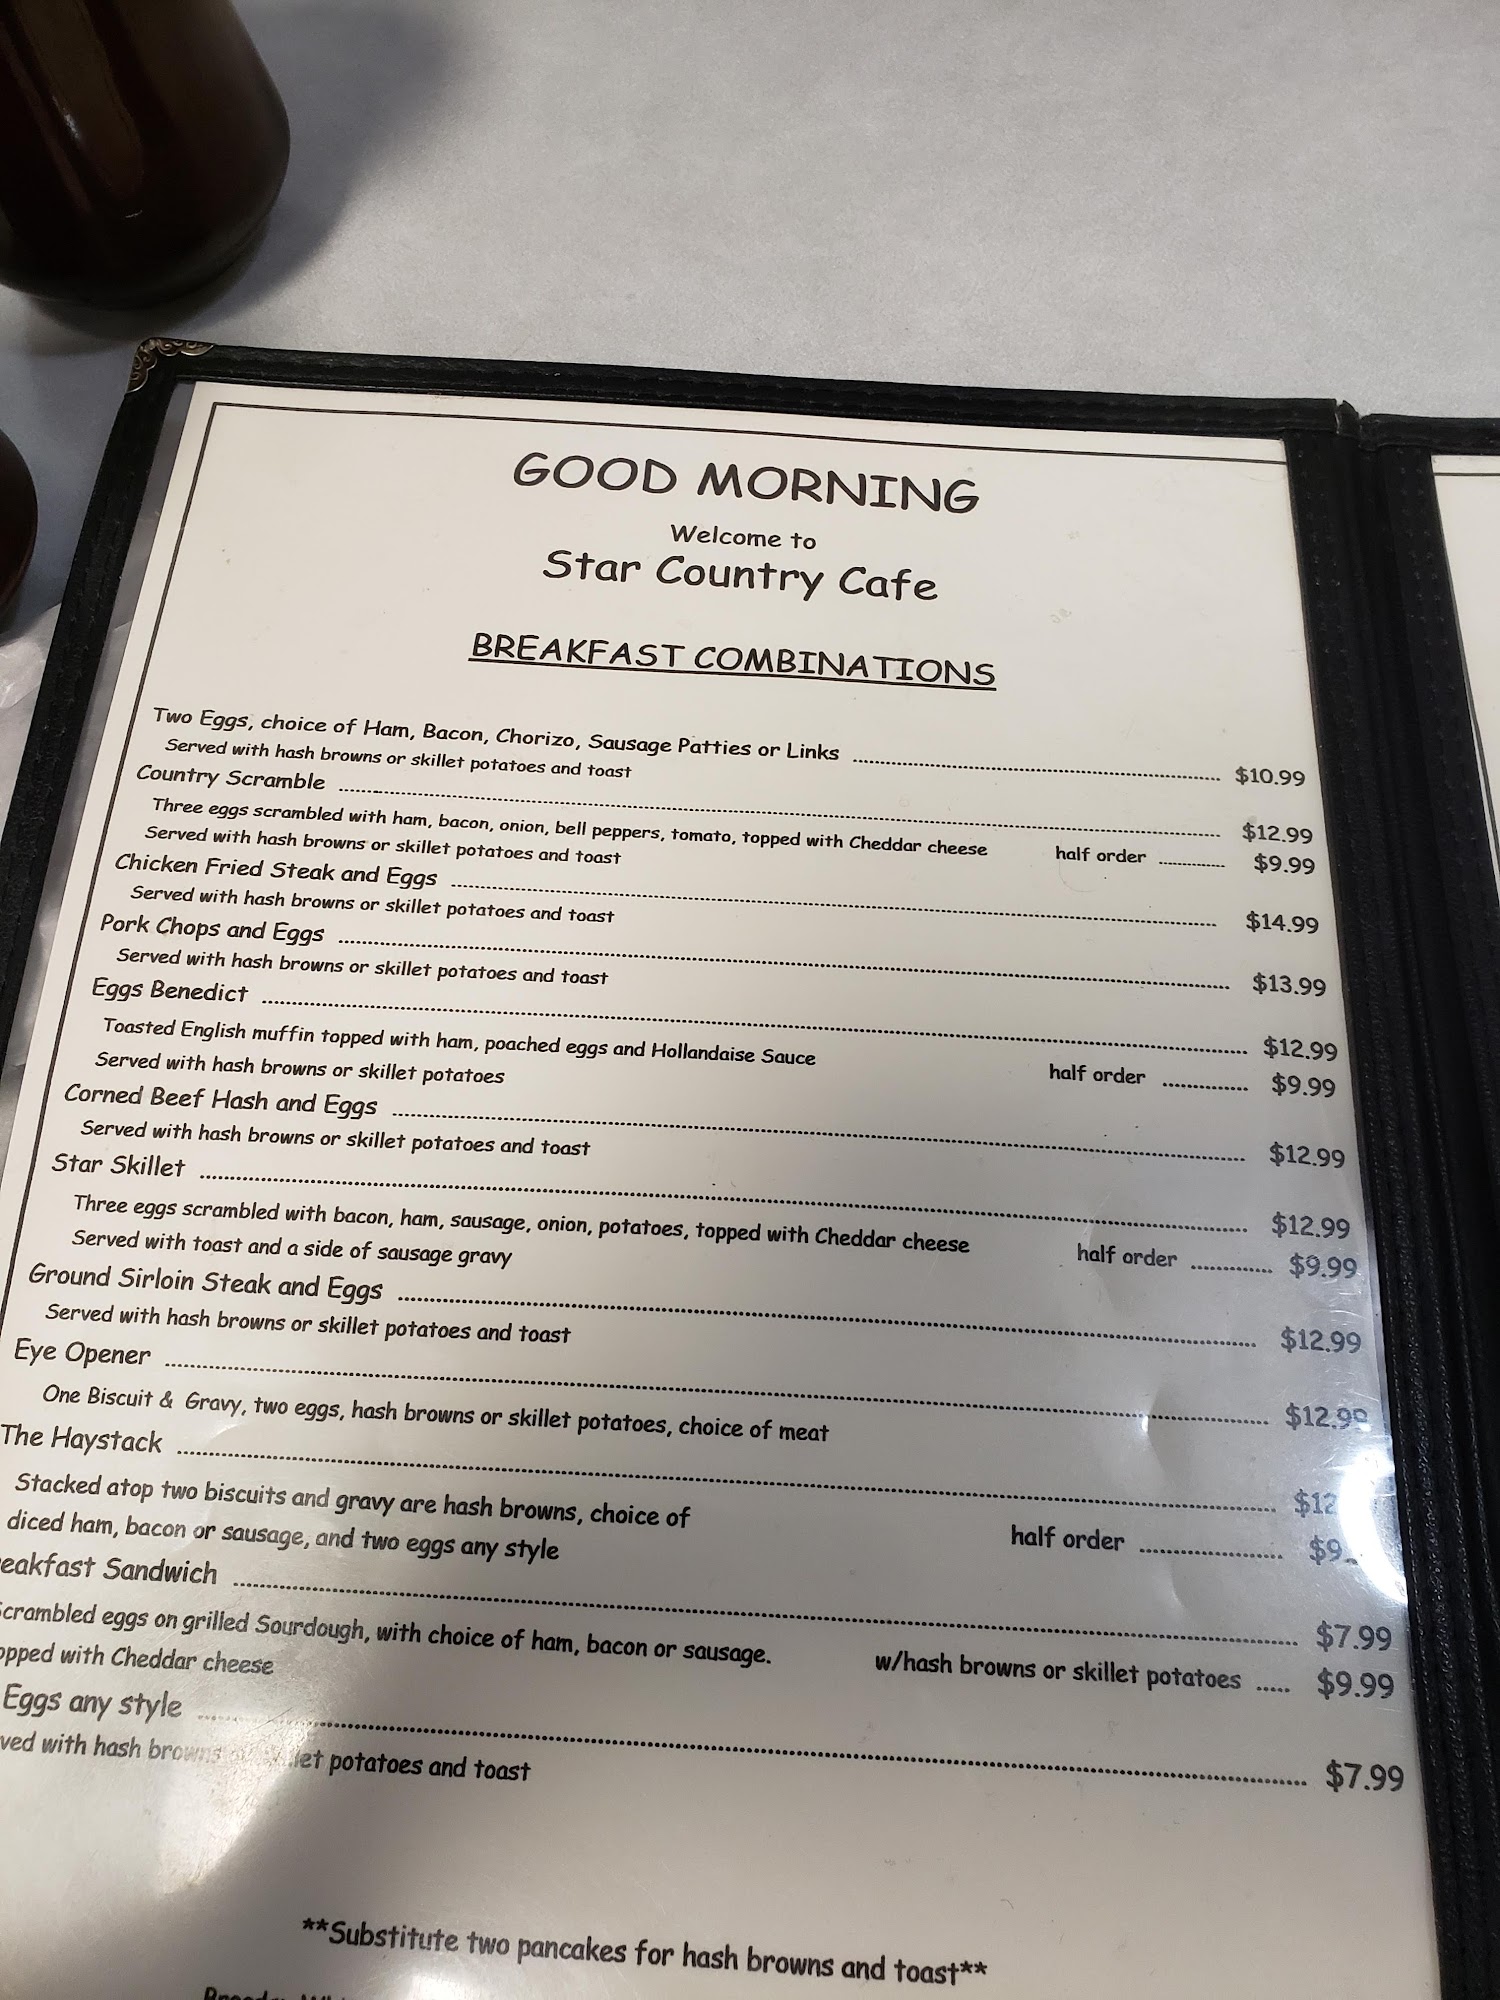 GOOD MORNING
Welcome to
Star Country Cafe
BREAKFAST COMBINATIONS
Two Eggs, choice of Ham, Bacon, Chorizo, Sausage Patties or Links $10.99
Served with hash browns or skillet potatoes and toast
Country Scramble $12.99
Three eggs scrambled with ham, bacon, onion, bell peppers, tomato, topped with Cheddar cheese half order $9.99
Served with hash browns or skillet potatoes and toast
Chicken Fried Steak and Eggs $14.99
Served with hash browns or skillet potatoes and toast
Pork Chops and Eggs $13.99
Served with hash browns or skillet potatoes and toast
Eggs Benedict $12.99
Toasted English muffin topped with ham, poached eggs and Hollandaise Sauce half order $9.99
Served with hash browns or skillet potatoes
Corned Beef Hash and Eggs $12.99
Served with hash browns or skillet potatoes and toast
Star Skillet $12.99
Three eggs scrambled with bacon, ham, sausage, onion, potatoes, topped with Cheddar cheese half order $9.99
Served with toast and a side of sausage gravy
Ground Sirloin Steak and Eggs $12.99
Served with hash browns or skillet potatoes and toast
Eye Opener $12.99
One Biscuit & Gravy, two eggs, hash browns or skillet potatoes, choice of meat
The Haystack
Stacked atop two biscuits and gravy are hash browns, choice of half order
diced ham, bacon or sausage, and two eggs any style
Sandwich $7.99
eggs on grilled Sourdough, with choice of ham, bacon or sausage. w/hash browns or skillet potatoes $9.99
with Cheddar cheese
Eggs any style $7.99
with hash browns potatoes and toast
**Substitute two pancakes for hash browns and toast**